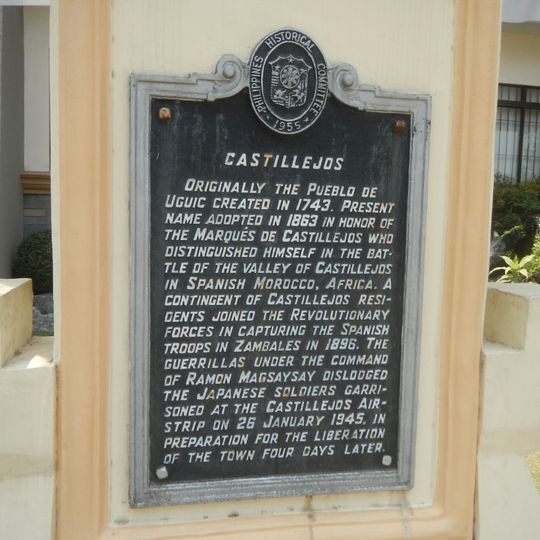 PHILIPPINES HISTORICAL COMMITTEE
• 1955 •
CASTILLEJOS
ORIGINALLY THE PUEBLO DE
UGUIC CREATED IN 1743. PRESENT
NAME ADOPTED IN 1863 IN HONOR OF
THE MARQUÉS DE CASTILLEJOS WHO
DISTINGUISHED HIMSELF IN THE BAT-
TLE OF THE VALLEY OF CASTILLEJOS
IN SPANISH MOROCCO, AFRICA. A
CONTINGENT OF CASTILLEJOS RESI-
DENTS JOINED THE REVOLUTIONARY
FORCES IN CAPTURING THE SPANISH
TROOPS IN ZAMBALES IN 1896. THE
GUERRILLAS UNDER THE COMMAND
OF RAMON MAGSAYSAY DISLODGED
THE JAPANESE SOLDIERS GARRI-
SONED AT THE CASTILLEJOS AIR-
STRIP ON 26 JANUARY 1945, IN
PREPARATION FOR THE LIBERATION
OF THE TOWN FOUR DAYS LATER.